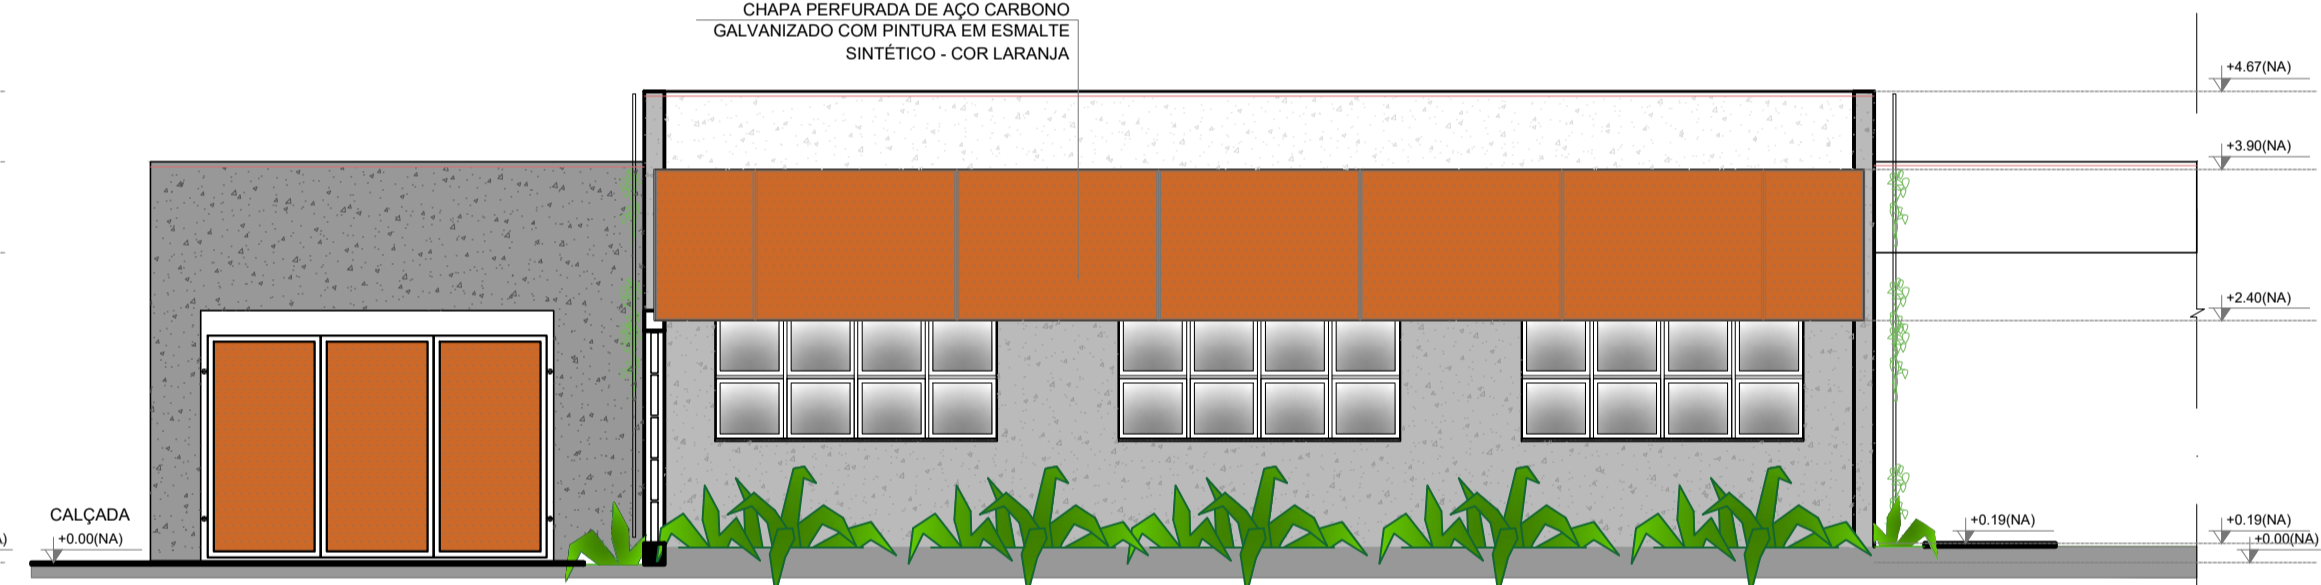 CHAPA PERFURADA DE AÇO CARBONO
GALVANIZADO COM PINTURA EM ESMALTE
SINTÉTICO - COR LARANJA
+4.67(NA)
+3.90(NA)
+2.40(NA)
CALÇADA
+0.00(NA)
+0.19(NA)
+0.19(NA)
+0.00(NA)